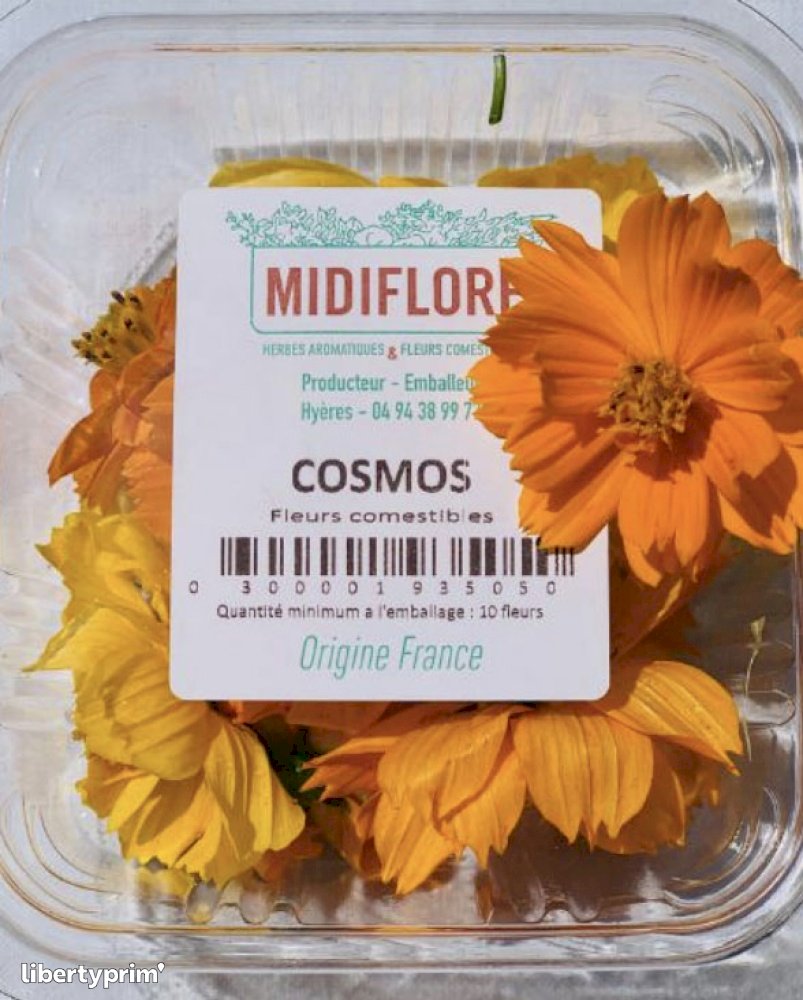 MIDIFLOR
HERBES AROMATIQUES & FLEURS
Producteur - Emballeu
Hyères - 04 94 38 99 7
COSMOS
Fleurs comestibles
0 300001 935050
Quantité minimum a l'emballage : 10 fleurs
Origine France
libertyprim'